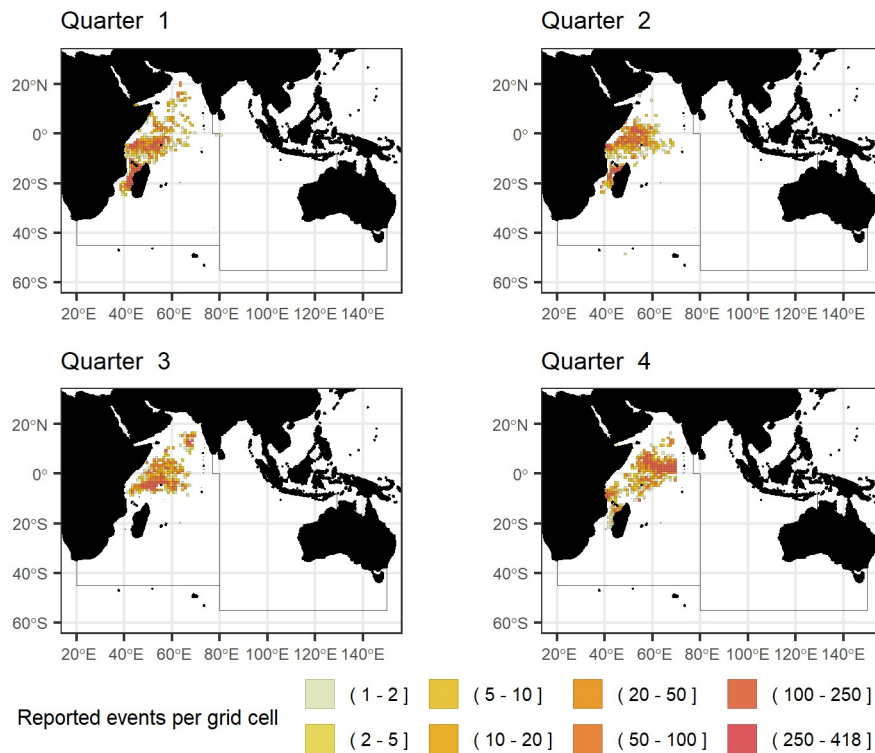 Quarter 1
Quarter 2
20°N
0°
20°S
40°S
60°S
20°N
0°
20°S
40°S
60°S
20°E 40°E 60°E 80°E 100°E 120°E 140°E
20°E 40°E 60°E 80°E 100°E 120°E 140°E
Quarter 3
Quarter 4
20°N
0°
20°S
40°S
60°S
20°N
0°
20°S
40°S
60°S
20°E 40°E 60°E 80°E 100°E 120°E 140°E
20°E 40°E 60°E 80°E 100°E 120°E 140°E
Reported events per grid cell
( 1 - 2 ] ( 5 - 10 ] ( 20 - 50 ] ( 100 - 250 ]
( 2 - 5 ] ( 10 - 20 ] ( 50 - 100 ] ( 250 - 418 ]